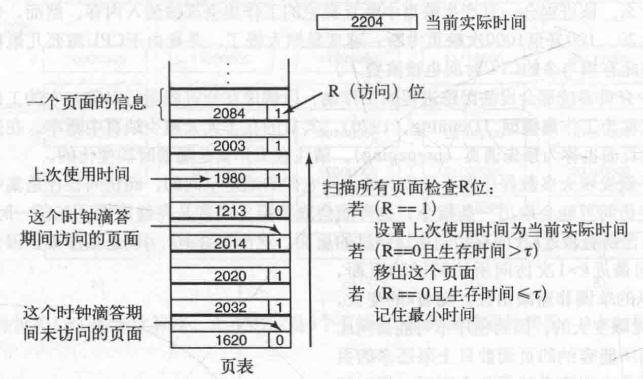 2204 当前实际时间
一个页面的信息
R（访问）位
2084 1
2003 1
上次使用时间
1980 1
1213 0
这个时钟滴答
期间访问的页面
2014 1
2020 1
2032 1
这个时钟滴答期
间未访问的页面
1620 0
页表
扫描所有页面检查R位：
若（R＝＝1）
设置上次使用时间为当前实际时间
若（R＝＝0且生存时间＞τ）
移出这个页面
若（R＝＝0且生存时间≤τ）
记住最小时间